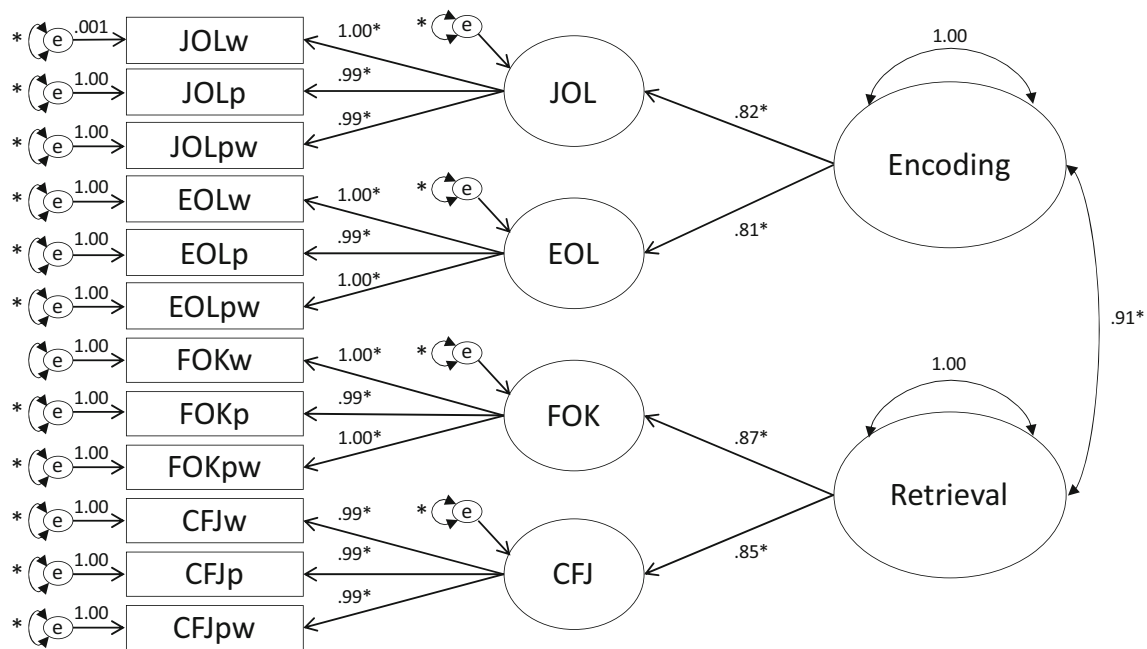 * e .001 JOLw
* e 1.00 JOLp
* e 1.00 JOLpw
* e 1.00 EOLw
* e 1.00 EOLp
* e 1.00 EOLpw
e 1.00 FOKw
* e 1.00 FOKp
* e 1.00 FOKpw
* e 1.00 CFJw
* e 1.00 CFJp
* e 1.00 CFJpw
1.00*
.99*
.99*
1.00*
.99*
1.00*
1.00*
.99*
1.00*
.99*
.99*
.99*
* e
JOL
* e
EOL
* e
FOK
* e
CFJ
.82*
.81*
.87*
.85*
1.00
Encoding
1.00
Retrieval
.91*